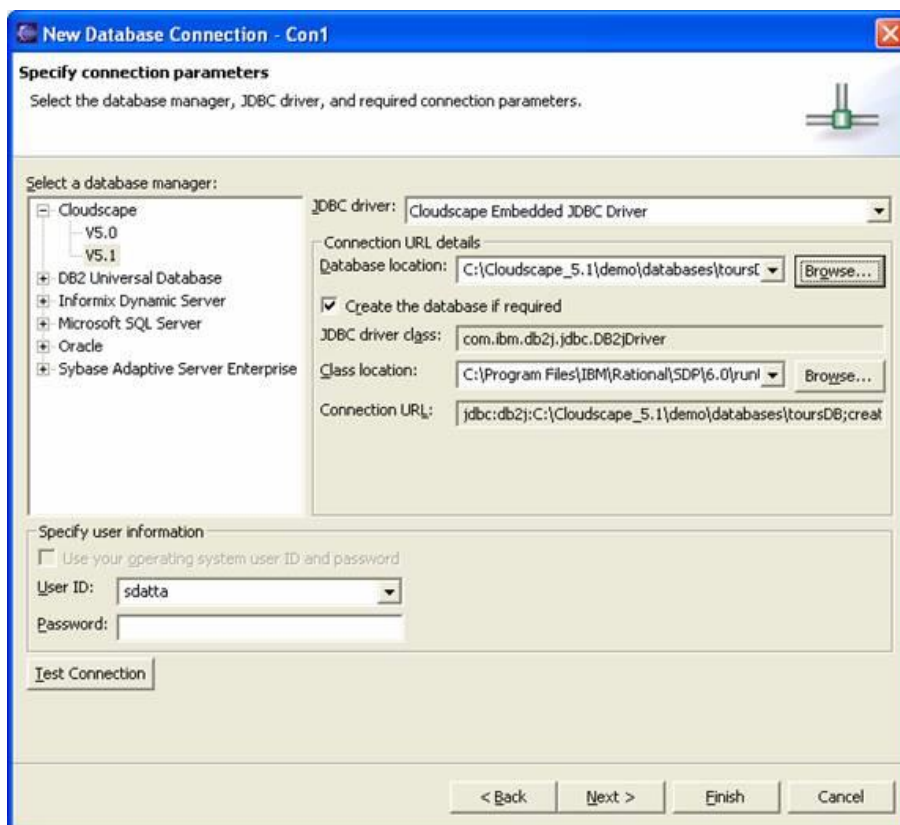 New Database Connection - Con1
Specify connection parameters
Select the database manager, JDBC driver, and required connection parameters.
Select a database manager:
Cloudscape
V5.0
V5.1
DB2 Universal Database
Informix Dynamic Server
Microsoft SQL Server
Oracle
Sybase Adaptive Server Enterprise
JDBC driver: Cloudscape Embedded JDBC Driver
Connection URL details
Database location: C:\Cloudscape_5.1\demo\databases\toursD Browse...
Create the database if required
JDBC driver class: com.ibm.db2j.jdbc.DB2jDriver
Class location: C:\Program Files\IBM\Rational\SDP\6.0\runt Browse...
Connection URL: jdbc:db2j:C:\Cloudscape_5.1\demo\databases\toursDB;creat
Specify user information
Use your operating system user ID and password
User ID: sdatta
Password:
Test Connection
< Back Next > Finish Cancel